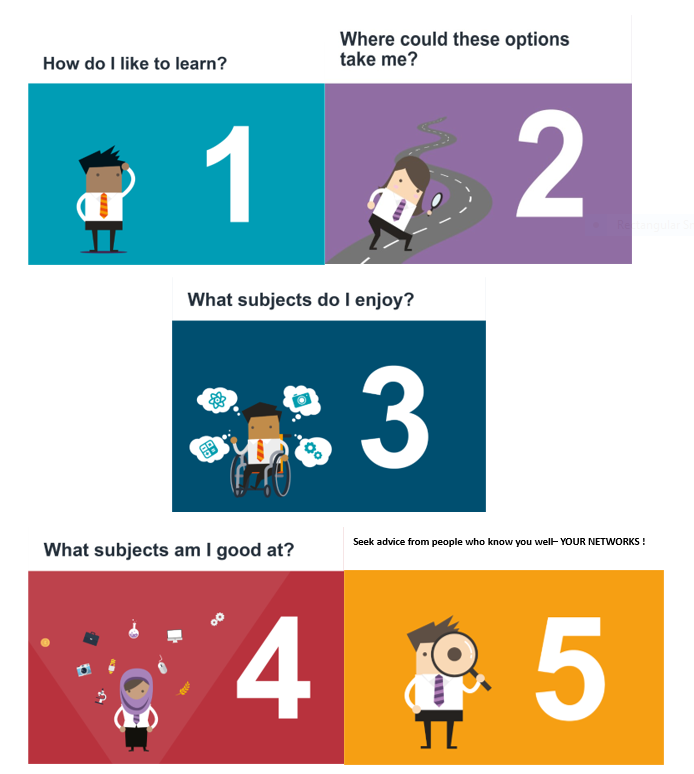 How do I like to learn?
Where could these options
take me?
1
2
What subjects do I enjoy?
3
What subjects am I good at?
Seek advice from people who know you well– YOUR NETWORKS !
4
5